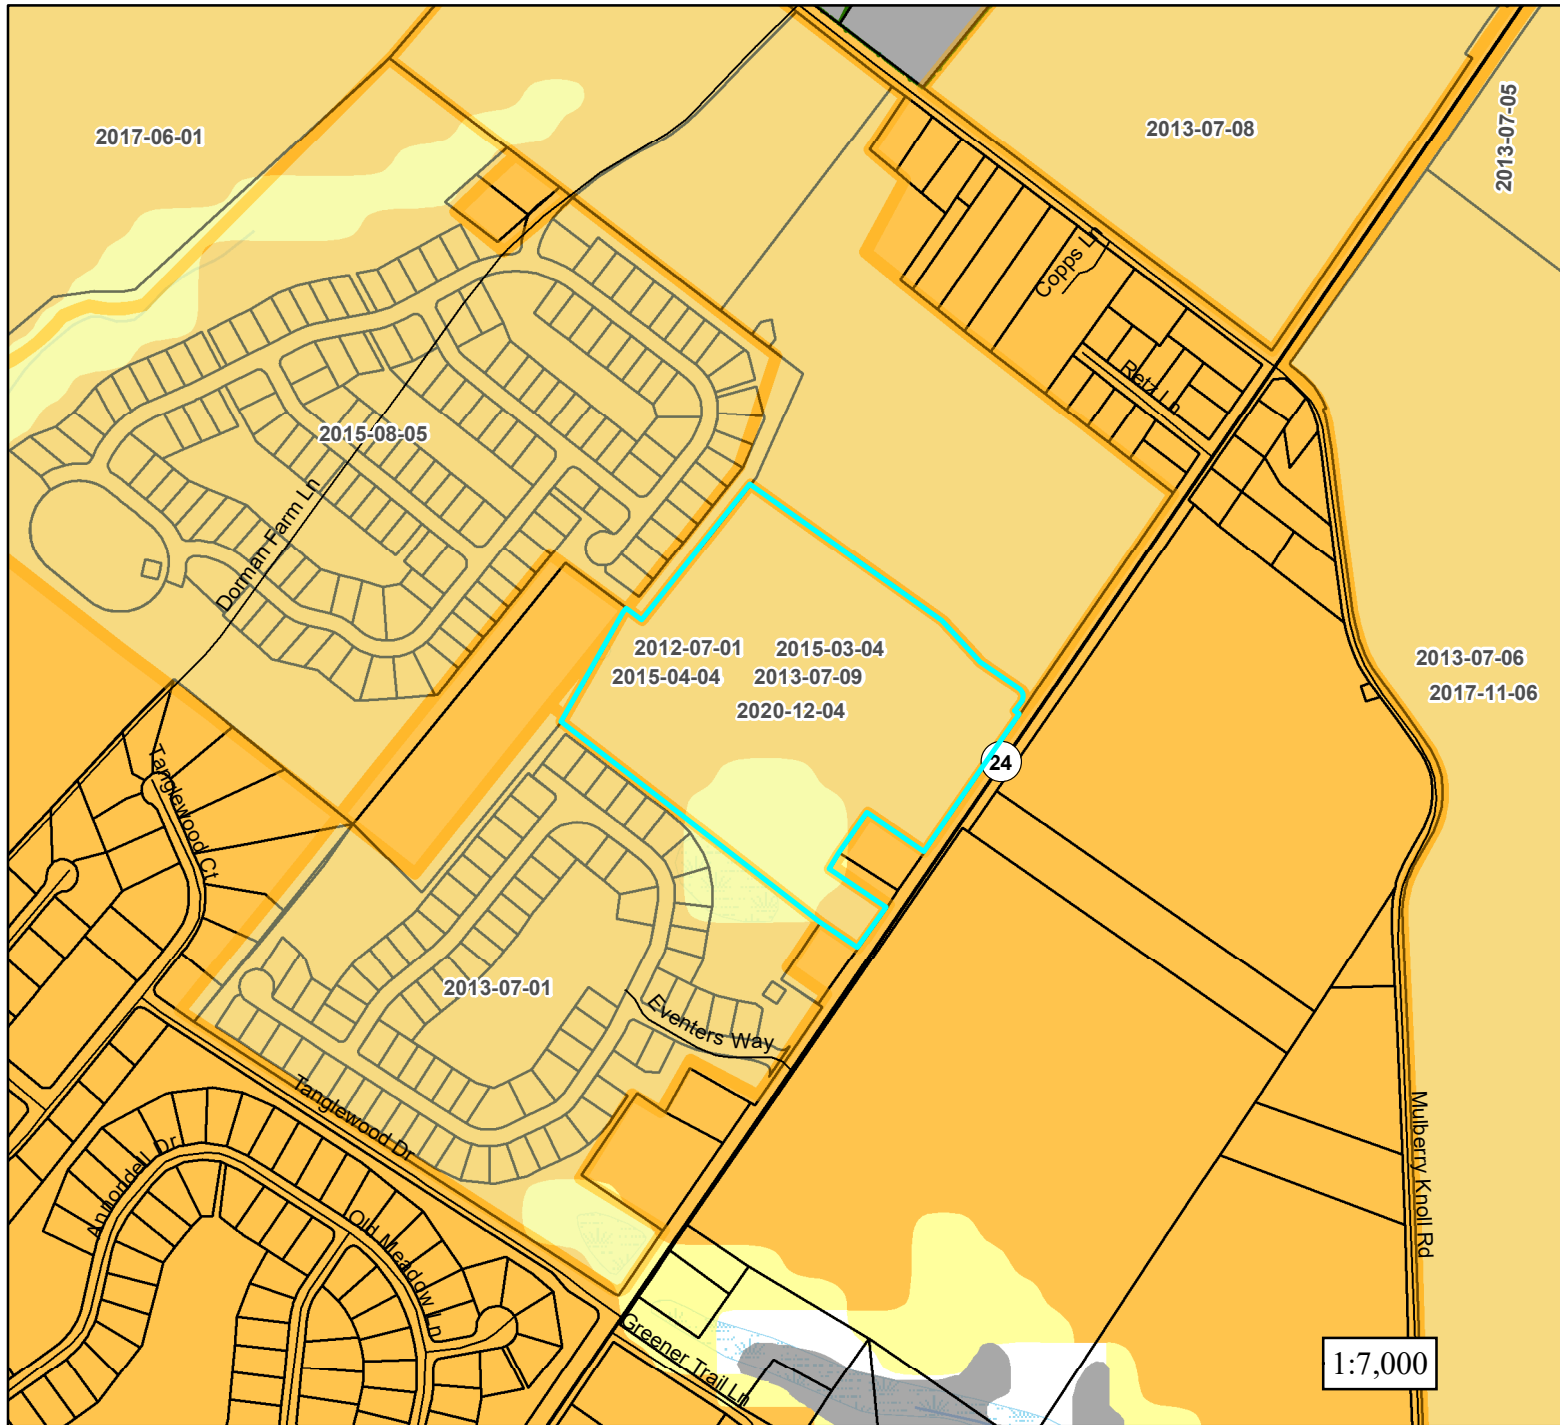 2017-06-01
2013-07-08
2013-07-05
Copps Ln
Retz Ln
2015-08-05
Dorman Farm Ln
2012-07-01 2015-03-04
2015-04-04 2013-07-09
2020-12-04
2013-07-06
2017-11-06
24
Tanglewood Ct
2013-07-01
Eventers Way
Tanglewood Dr
Annondell Dr
Old Meadow Ln
Mulberry Knoll Rd
Greener Trail Ln
1:7,000